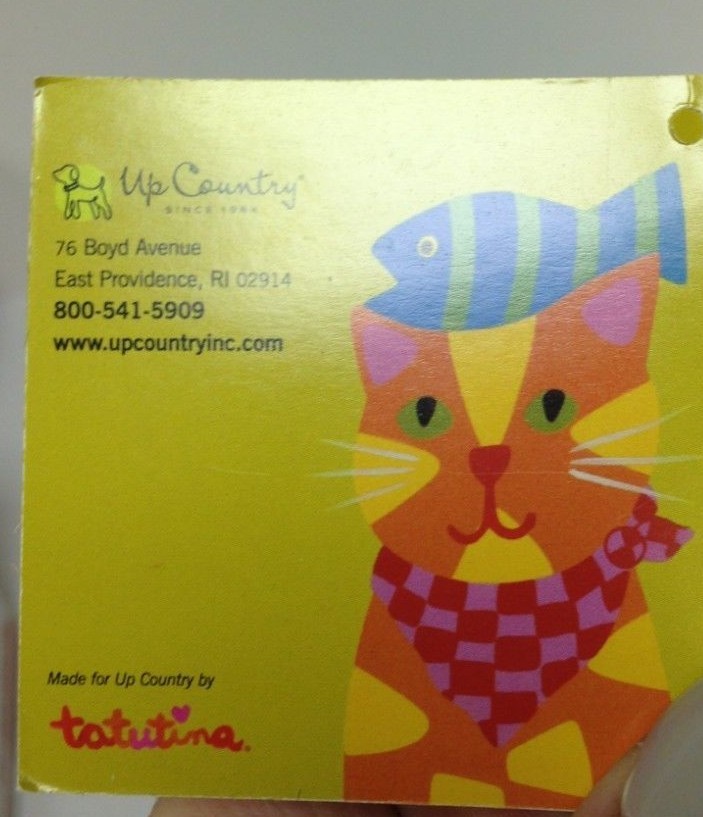 Up Country
SINCE 1984
76 Boyd Avenue
East Providence, RI 02914
800-541-5909
www.upcountryinc.com
Made for Up Country by
tatutina.